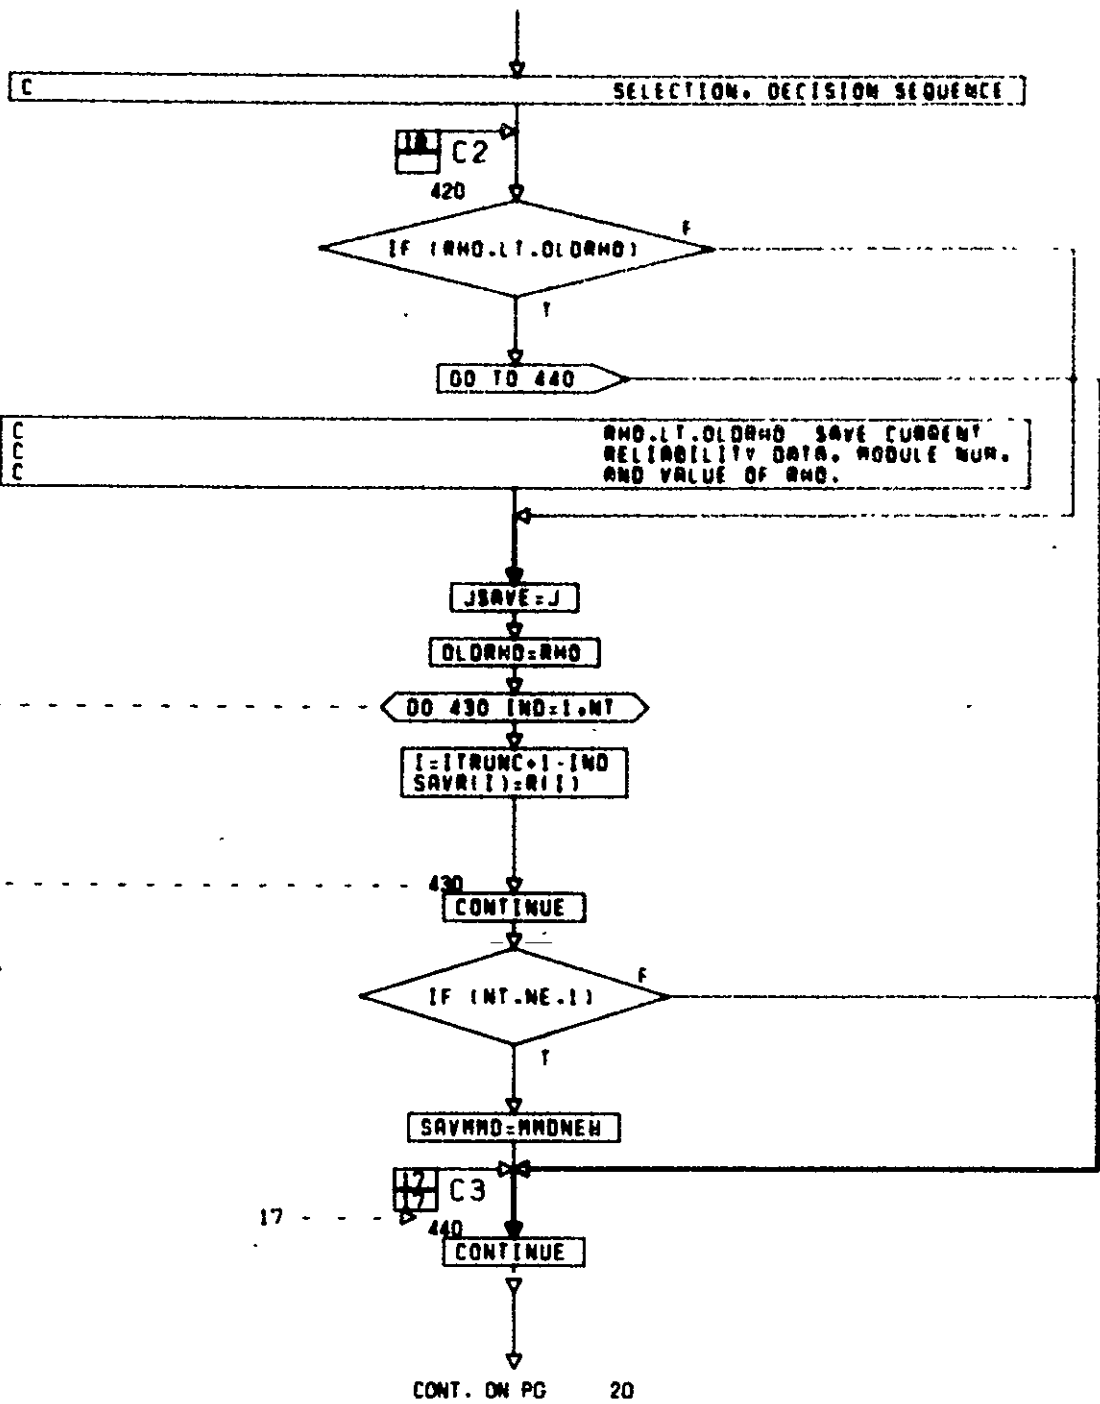 C SELECTION, DECISION SEQUENCE
18
C2
420
IF (RHO.LT.OLDRHO)
F
T
GO TO 440
C RHO.LT.OLDRHO SAVE CURRENT
C RELIABILITY DATA, MODULE NUM,
C AND VALUE OF RHO.
JSAVE=J
OLDRHO=RHO
DO 430 IND=1,NT
I=ITRUNC+1-IND
SAVR(I)=R(I)
430
CONTINUE
IF (NT.NE.1)
F
T
SAVMMD=MMDNEW
17
17
C3
17
440
CONTINUE
CONT. ON PG 20